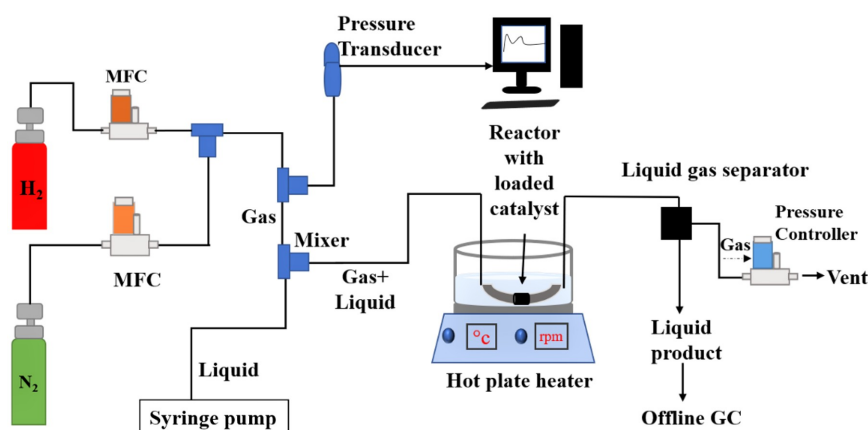 Pressure
Transducer
MFC
H₂
Gas
MFC
N₂
Mixer
Gas+
Liquid
Liquid
Syringe pump
Reactor
with
loaded
catalyst
°C
rpm
Hot plate heater
Liquid gas separator
Pressure
Controller
Gas
Vent
Liquid
product
Offline GC